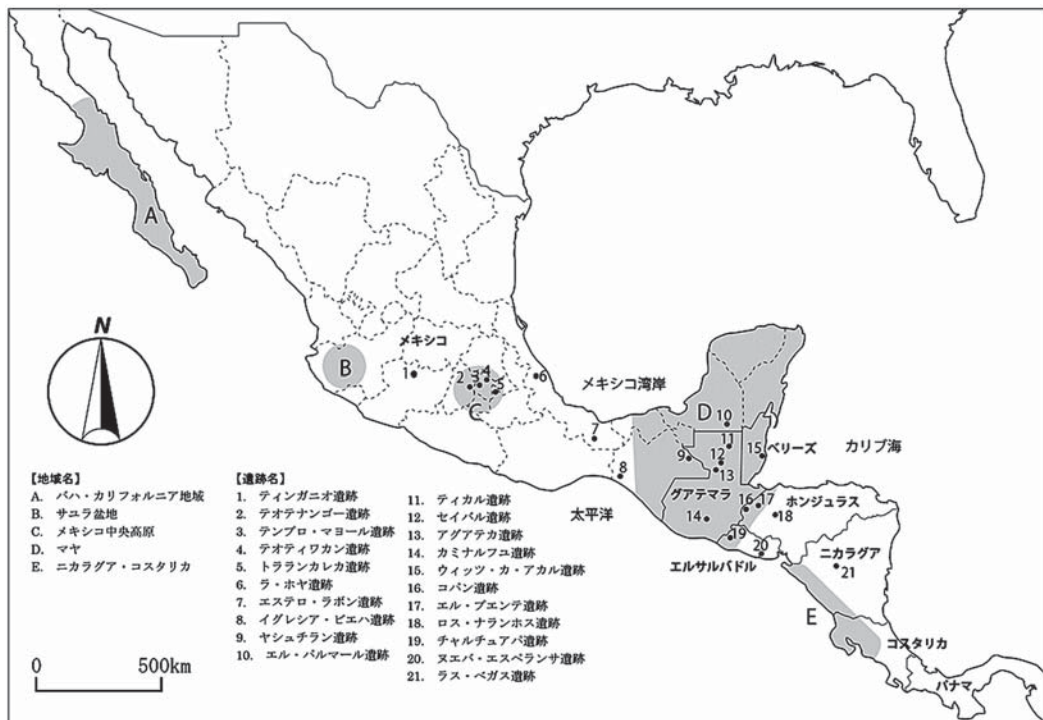 N
A
B
C
D
E
メキシコ
メキシコ湾岸
カリブ海
太平洋
グアテマラ
ベリーズ
ホンジュラス
エルサルバドル
ニカラグア
コスタリカ
パナマ
1
2
3
4
5
6
7
8
9
10
11
12
13
14
15
16
17
18
19
20
21
【地域名】
A. バハ・カリフォルニア地域
B. サユラ盆地
C. メキシコ中央高原
D. マヤ
E. ニカラグア・コスタリカ
0 500km
【遺跡名】
1. ティンガニオ遺跡
2. テオテナンゴー遺跡
3. テンプロ・マヨール遺跡
4. テオティワカン遺跡
5. トラランカレカ遺跡
6. ラ・ホヤ遺跡
7. エステロ・ラボン遺跡
8. イグレシア・ビエハ遺跡
9. ヤシュチラン遺跡
10. エル・パルマール遺跡
11. ティカル遺跡
12. セイバル遺跡
13. アグアテカ遺跡
14. カミナルフユ遺跡
15. ウィッツ・カ・アカル遺跡
16. コパン遺跡
17. エル・プエンテ遺跡
18. ロス・ナランホス遺跡
19. チャルチュアパ遺跡
20. ヌエバ・エスペランサ遺跡
21. ラス・ベガス遺跡